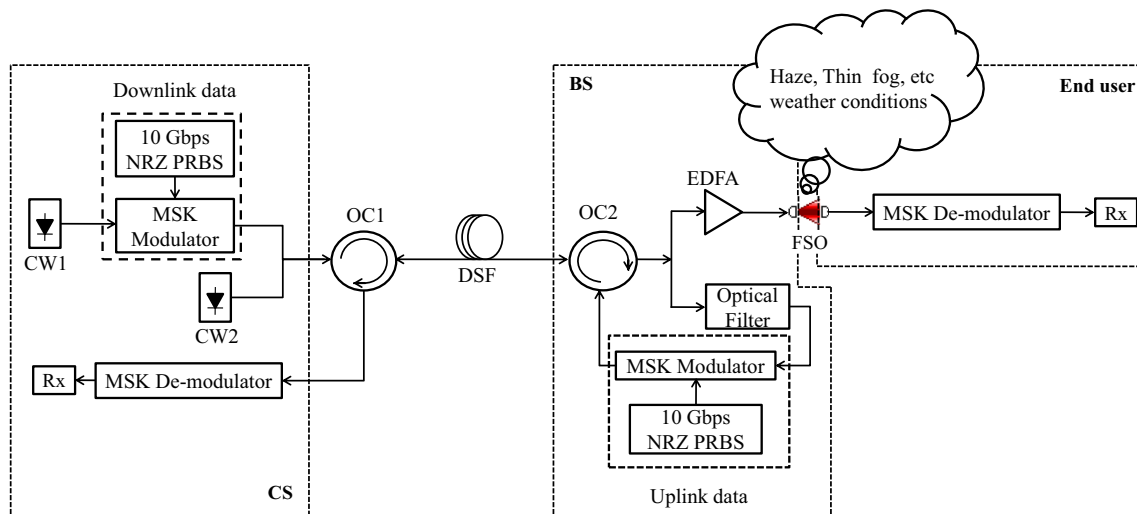 Downlink data
10 Gbps
NRZ PRBS
MSK
Modulator
CW1
CW2
OC1
DSF
Rx
MSK De-modulator
CS
BS
Haze, Thin fog, etc
weather conditions
End user
EDFA
OC2
FSO
MSK De-modulator
Rx
Optical
Filter
MSK Modulator
10 Gbps
NRZ PRBS
Uplink data